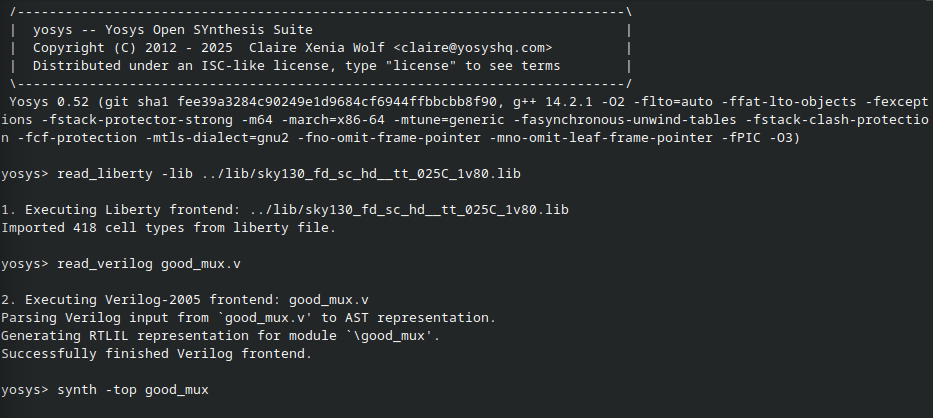 /----------------------------------------------------------------------------\
|  yosys -- Yosys Open SYnthesis Suite                                       |
|  Copyright (C) 2012 - 2025  Claire Xenia Wolf <claire@yosyshq.com>         |
|  Distributed under an ISC-like license, type "license" to see terms        |
\----------------------------------------------------------------------------/
Yosys 0.52 (git sha1 fee39a3284c90249e1d9684cf6944ffbbcbb8f90, g++ 14.2.1 -O2 -flto=auto -ffat-lto-objects -fexcept
ions -fstack-protector-strong -m64 -march=x86-64 -mtune=generic -fasynchronous-unwind-tables -fstack-clash-protectio
n -fcf-protection -mtls-dialect=gnu2 -fno-omit-frame-pointer -mno-omit-leaf-frame-pointer -fPIC -O3)
yosys> read_liberty -lib ../lib/sky130_fd_sc_hd__tt_025C_1v80.lib
1. Executing Liberty frontend: ../lib/sky130_fd_sc_hd__tt_025C_1v80.lib
Imported 418 cell types from liberty file.
yosys> read_verilog good_mux.v
2. Executing Verilog-2005 frontend: good_mux.v
Parsing Verilog input from `good_mux.v' to AST representation.
Generating RTLIL representation for module `\good_mux'.
Successfully finished Verilog frontend.
yosys> synth -top good_mux